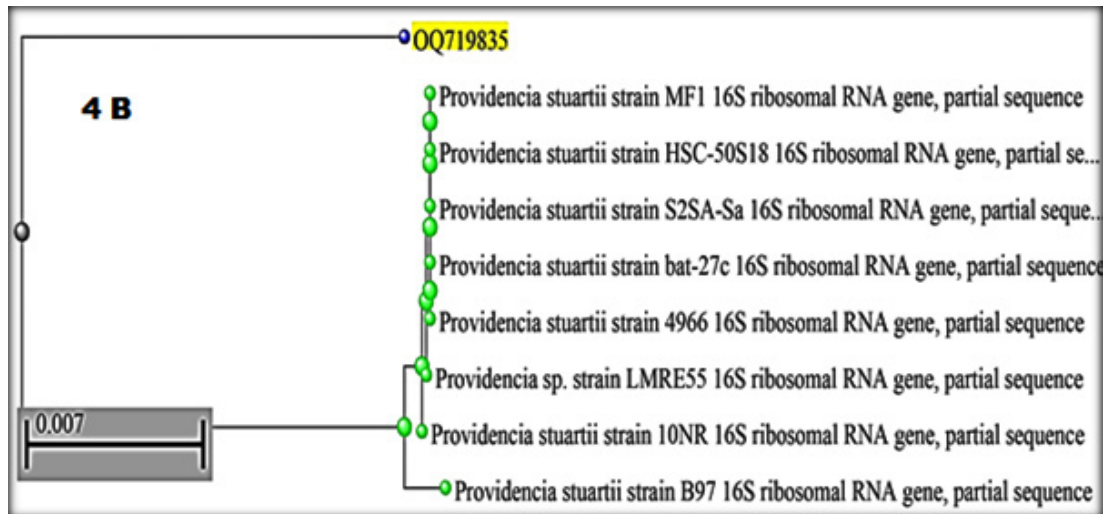 OQ719835
4 B
Providencia stuartii strain MF1 16S ribosomal RNA gene, partial sequence
Providencia stuartii strain HSC-50S18 16S ribosomal RNA gene, partial se...
Providencia stuartii strain S2SA-Sa 16S ribosomal RNA gene, partial seque...
Providencia stuartii strain bat-27c 16S ribosomal RNA gene, partial sequence
Providencia stuartii strain 4966 16S ribosomal RNA gene, partial sequence
Providencia sp. strain LMRE55 16S ribosomal RNA gene, partial sequence
0.007
Providencia stuartii strain 10NR 16S ribosomal RNA gene, partial sequence
Providencia stuartii strain B97 16S ribosomal RNA gene, partial sequence